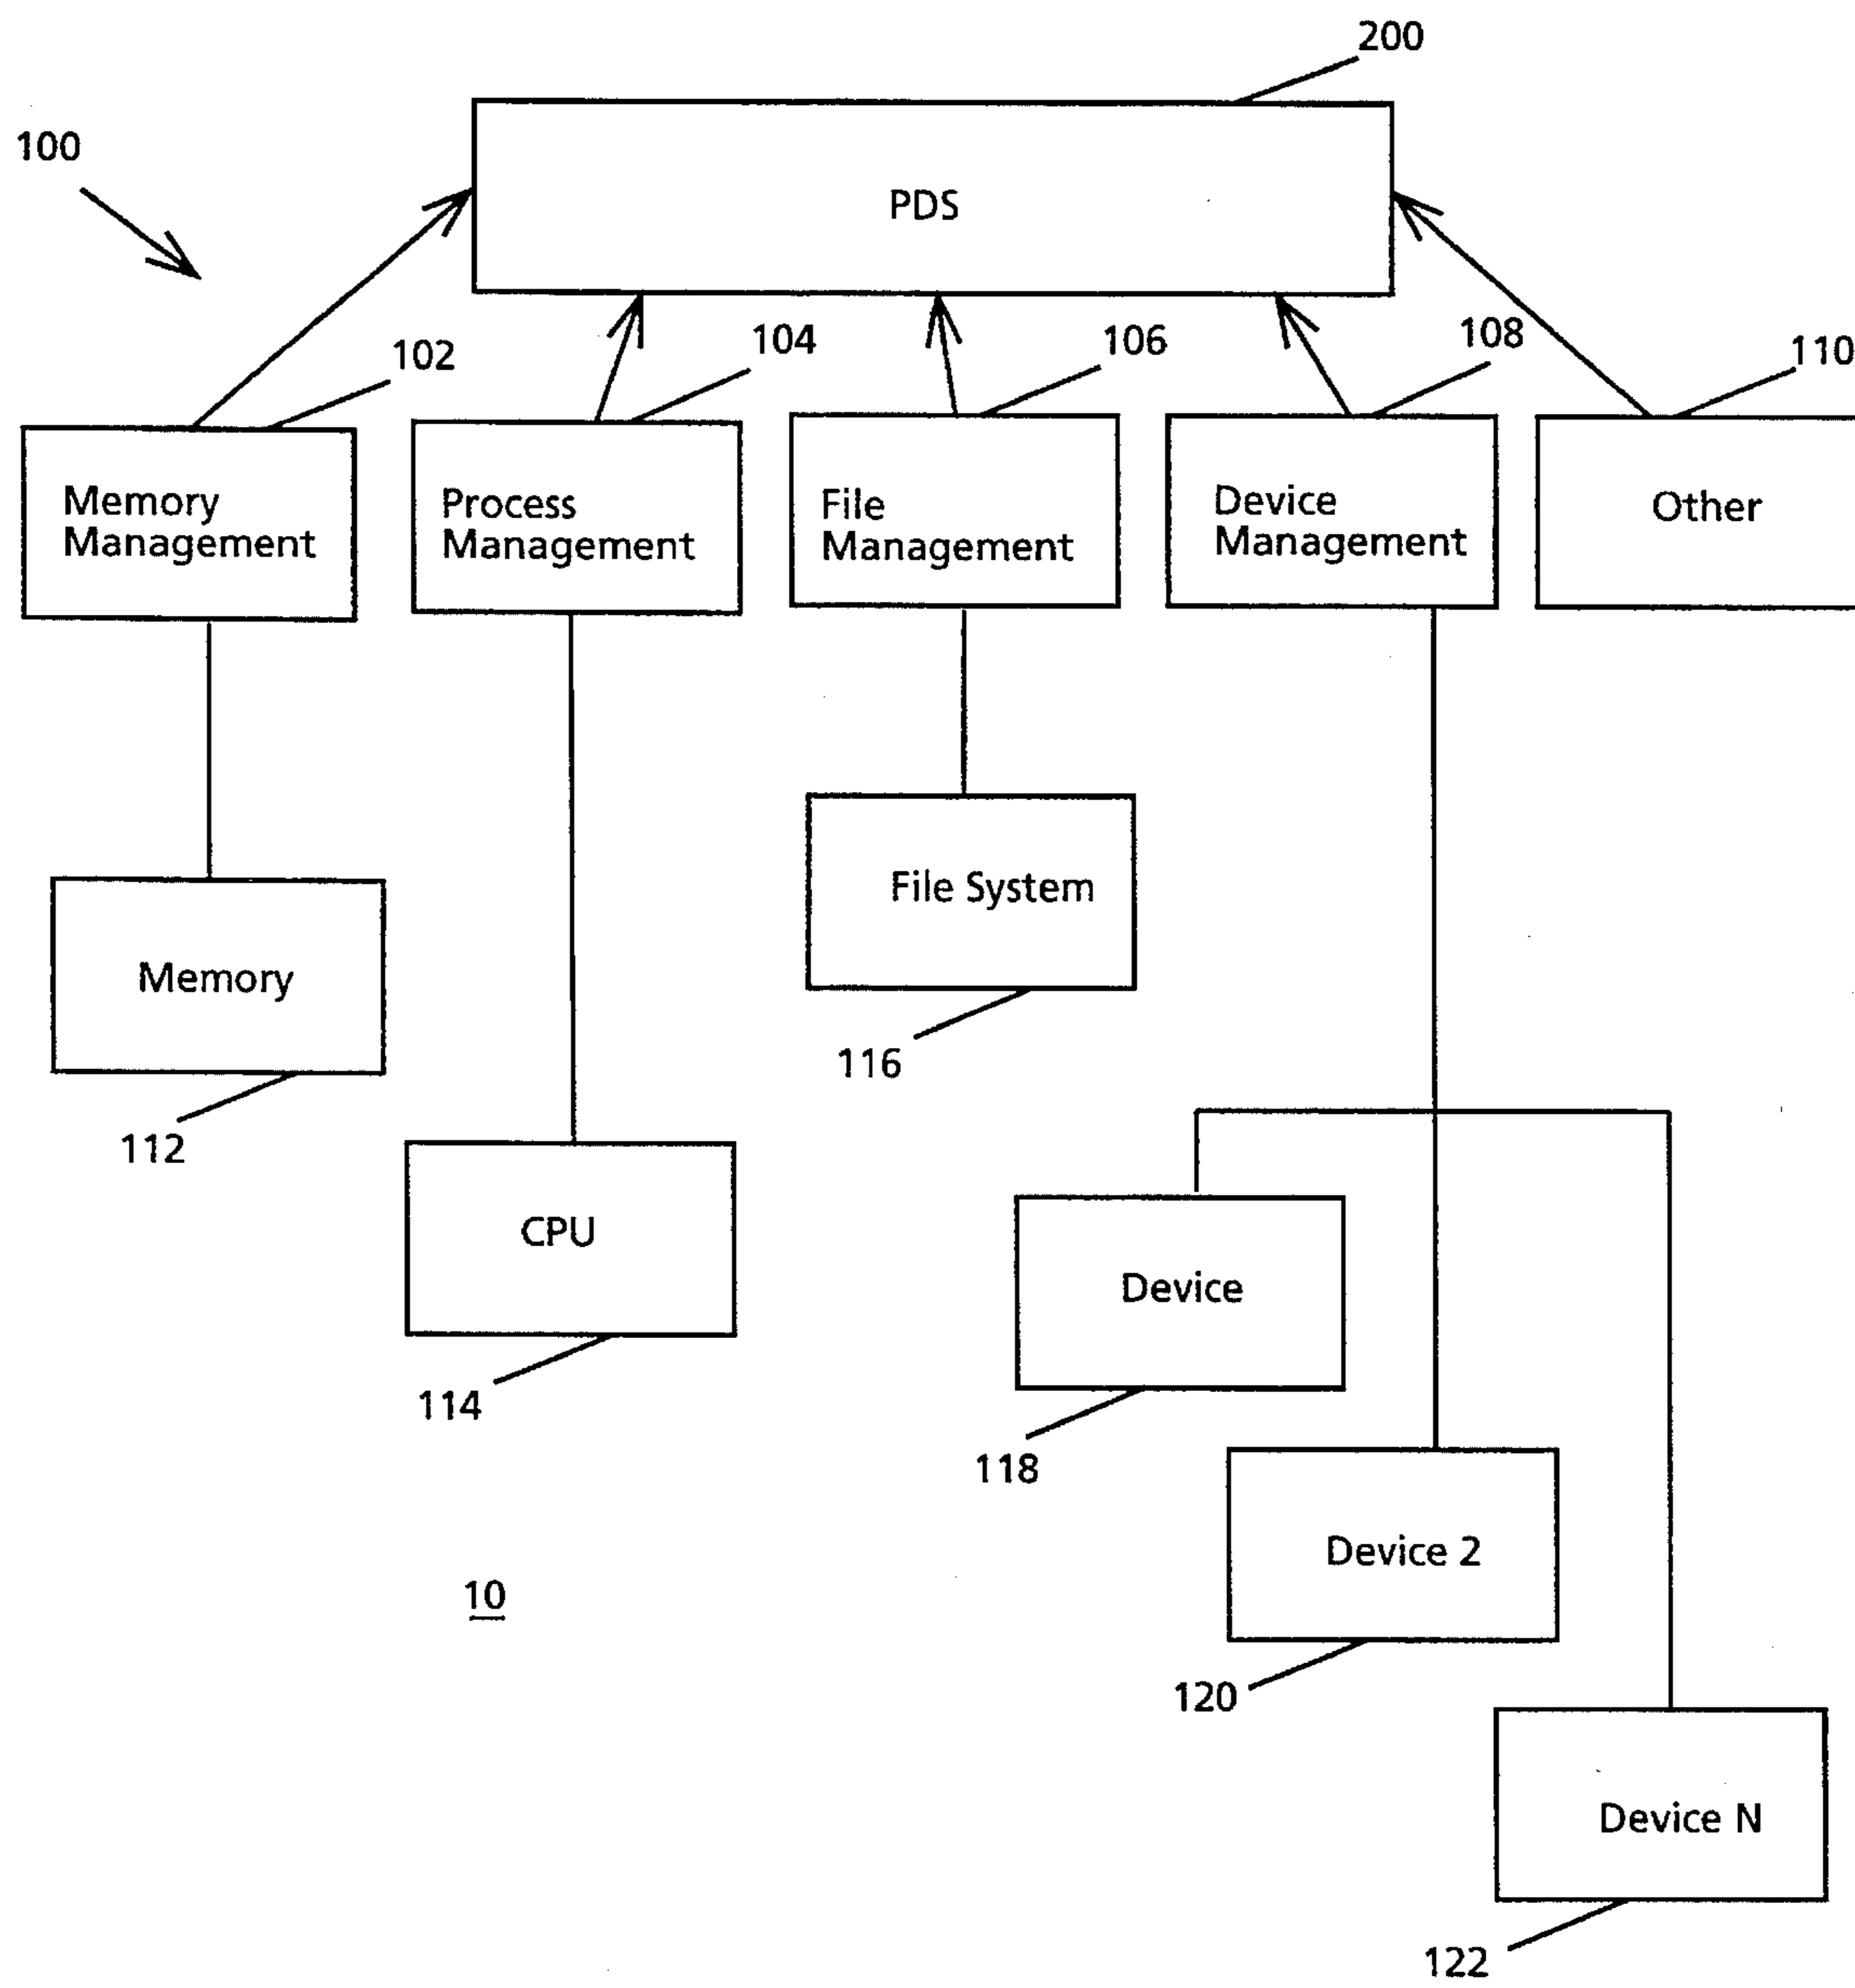 200
100
PDS
102
104
106
108
110
Memory
Management
Process
Management
File
Management
Device
Management
Other
File System
Memory
116
112
CPU
Device
114
118
Device 2
10
120
Device N
122